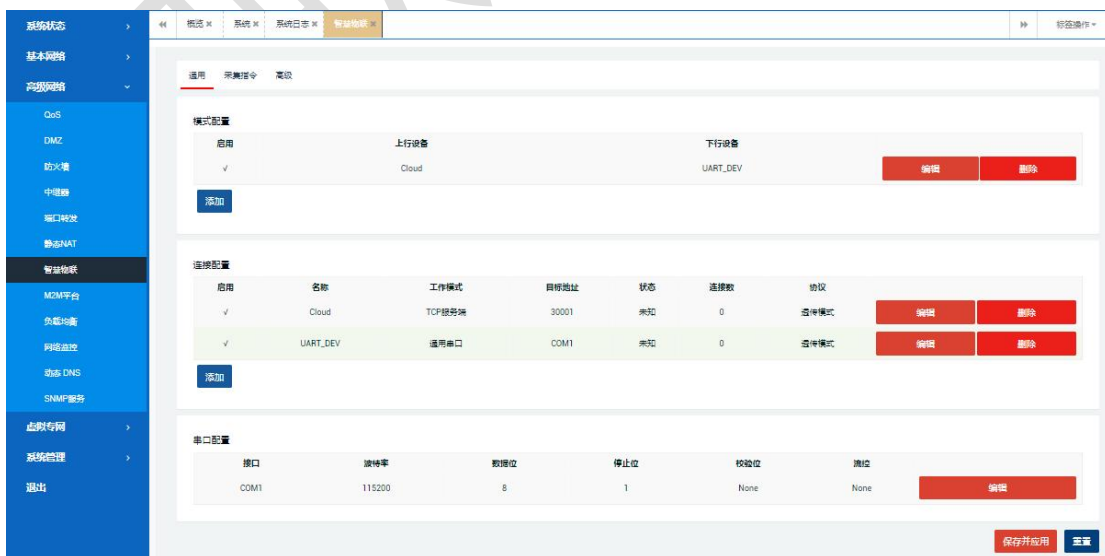 系统状态
基本网络
高级网络
QoS
DMZ
防火墙
中继器
端口转发
静态NAT
智慧物联
M2M平台
负载均衡
网络监控
动态 DNS
SNMP服务
虚拟专网
系统管理
退出
概览 系统 系统日志 智慧物联 标签操作
通用 采集指令 高级
模式配置
启用 上行设备 下行设备
√ Cloud UART_DEV 编辑 删除
添加
连接配置
启用 名称 工作模式 目标地址 状态 连接数 协议
√ Cloud TCP服务端 30001 未知 0 透传模式 编辑 删除
√ UART_DEV 通用串口 COM1 未知 0 透传模式 编辑 删除
添加
串口配置
接口 波特率 数据位 停止位 校验位 流控
COM1 115200 8 1 None None 编辑
保存并应用 重置